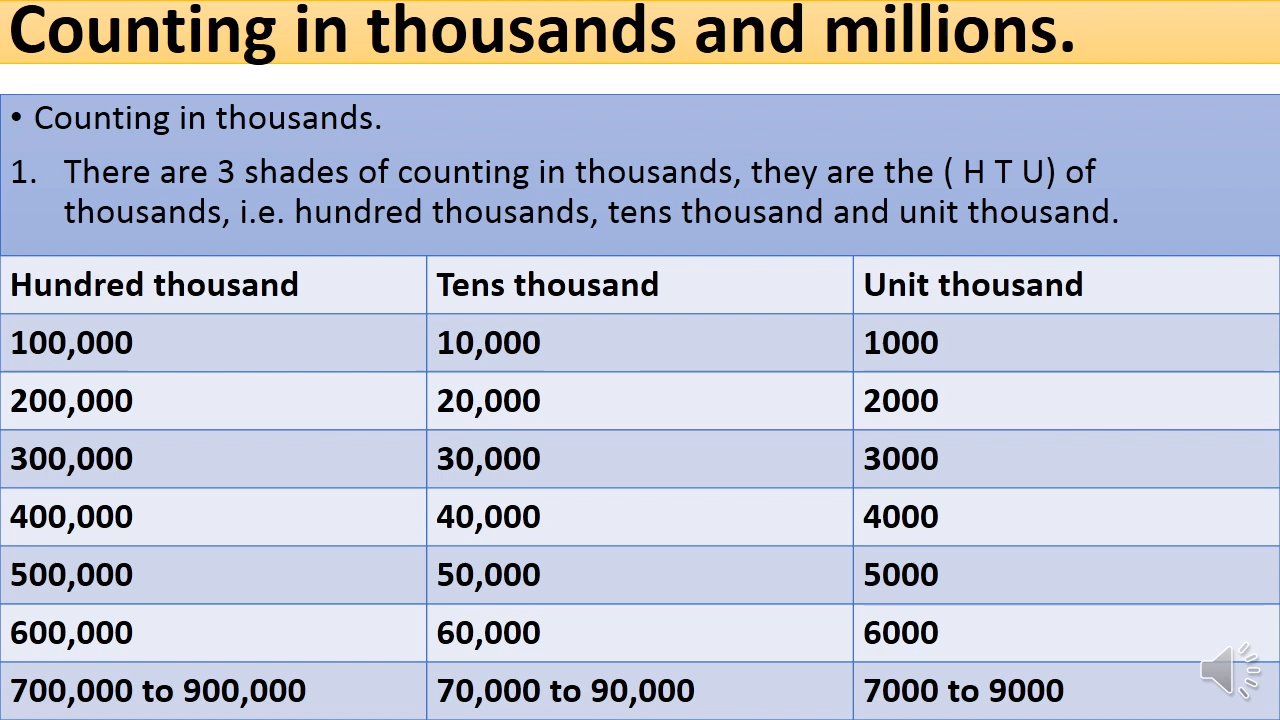 Counting in thousands and millions.
• Counting in thousands.
1. There are 3 shades of counting in thousands, they are the ( H T U) of
thousands, i.e. hundred thousands, tens thousand and unit thousand.
Hundred thousand Tens thousand Unit thousand
100,000 10,000 1000
200,000 20,000 2000
300,000 30,000 3000
400,000 40,000 4000
500,000 50,000 5000
600,000 60,000 6000
700,000 to 900,000 70,000 to 90,000 7000 to 9000